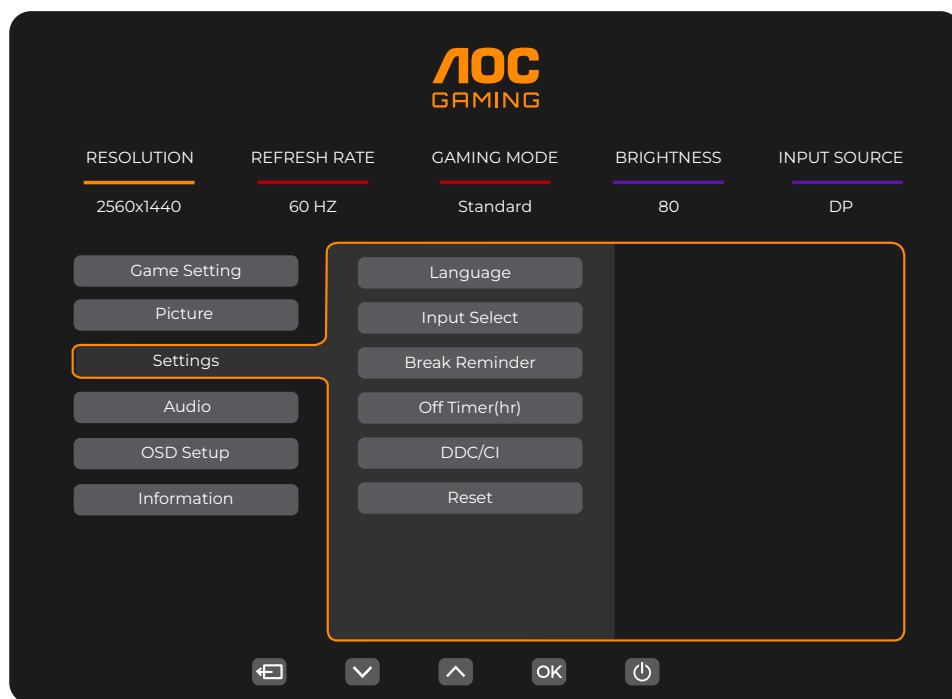 AOC
GAMING
RESOLUTION REFRESH RATE GAMING MODE BRIGHTNESS INPUT SOURCE
2560x1440 60 HZ Standard 80 DP
Game Setting
Picture
Settings
Audio
OSD Setup
Information
Language
Input Select
Break Reminder
Off Timer(hr)
DDC/CI
Reset
OK